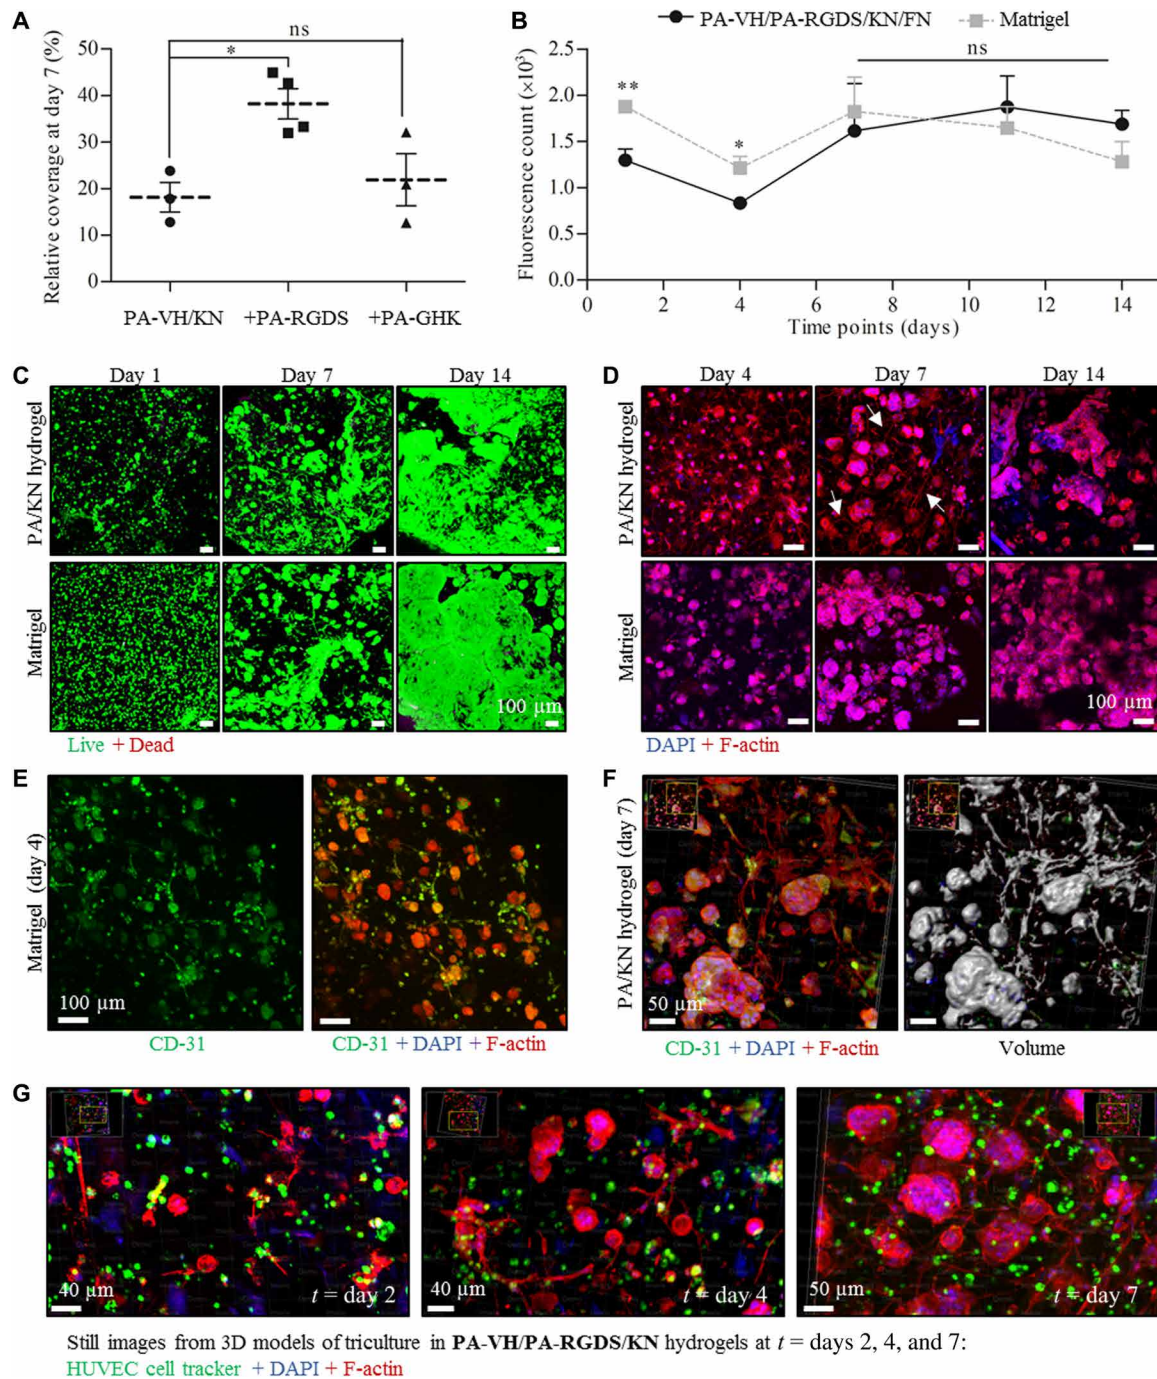 A
ns
*
50
40
30
20
10
0
Relative coverage at day 7 (%)
PA-VH/KN
+PA-RGDS
+PA-GHK
B
PA-VH/PA-RGDS/KN/FN
Matrigel
ns
**
*
2.5
2.0
1.5
1.0
0.5
0.0
Fluorescence count (×10³)
0 2 4 6 8 10 12 14
Time points (days)
C
Day 1 Day 7 Day 14
PA/KN hydrogel
Matrigel
100 µm
Live + Dead
D
Day 4 Day 7 Day 14
PA/KN hydrogel
Matrigel
100 µm
DAPI + F-actin
E
Matrigel (day 4)
100 µm
CD-31
CD-31 + DAPI + F-actin
F
PA/KN hydrogel (day 7)
50 µm
CD-31 + DAPI + F-actin
Volume
G
40 µm
t = day 2
40 µm
t = day 4
50 µm
t = day 7
Still images from 3D models of triculture in PA-VH/PA-RGDS/KN hydrogels at t = days 2, 4, and 7:
HUVEC cell tracker + DAPI + F-actin